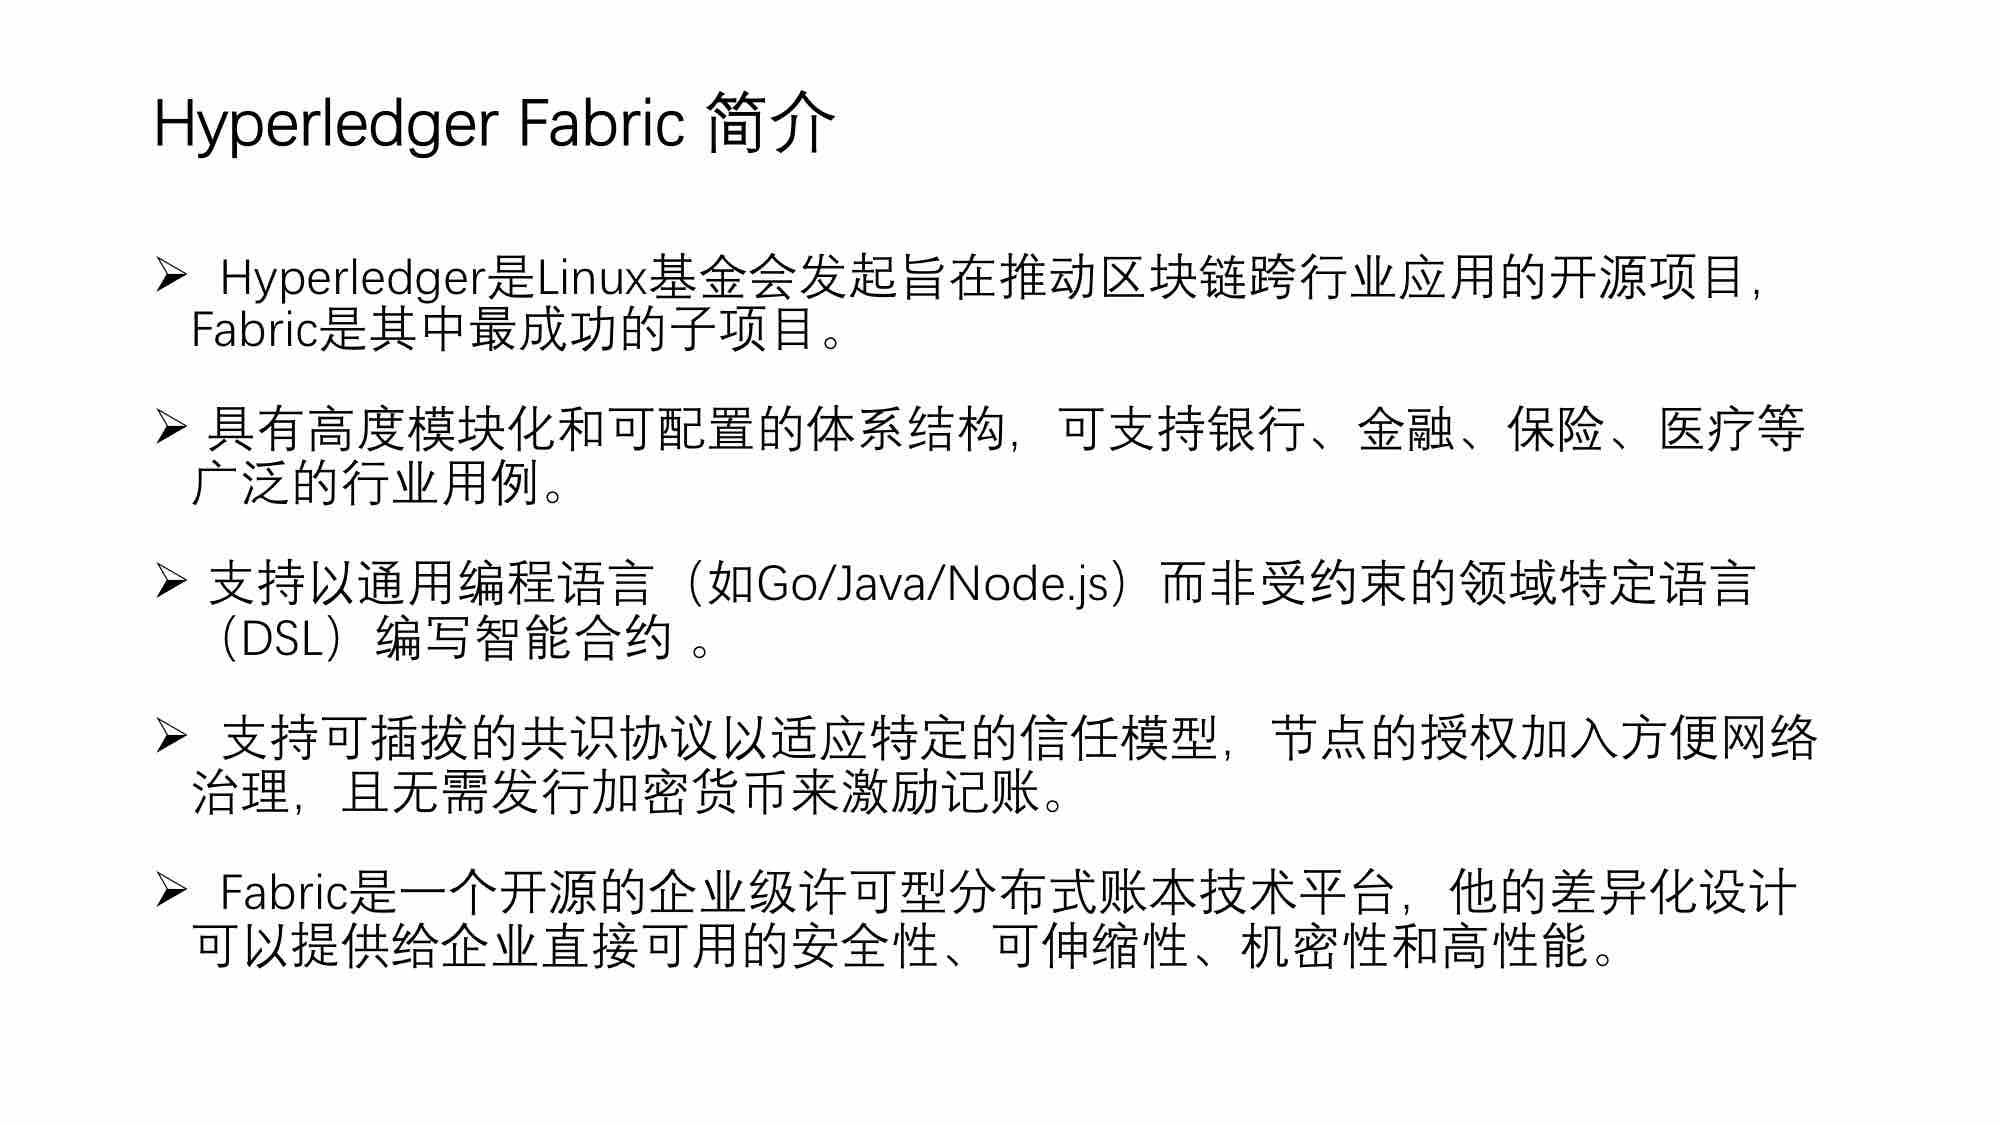 Hyperledger Fabric 简介
➢ Hyperledger是Linux基金会发起旨在推动区块链跨行业应用的开源项目，
Fabric是其中最成功的子项目。
➢ 具有高度模块化和可配置的体系结构，可支持银行、金融、保险、医疗等
广泛的行业用例。
➢ 支持以通用编程语言（如Go/Java/Node.js）而非受约束的领域特定语言
（DSL）编写智能合约 。
➢ 支持可插拔的共识协议以适应特定的信任模型，节点的授权加入方便网络
治理，且无需发行加密货币来激励记账。
➢ Fabric是一个开源的企业级许可型分布式账本技术平台，他的差异化设计
可以提供给企业直接可用的安全性、可伸缩性、机密性和高性能。